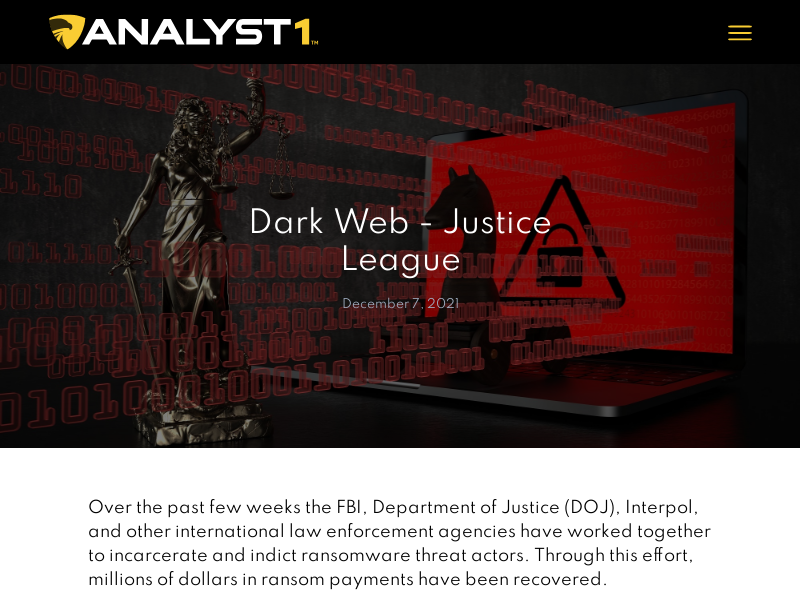 ANALYST1™
Dark Web - Justice
League
December 7, 2021
Over the past few weeks the FBI, Department of Justice (DOJ), Interpol,
and other international law enforcement agencies have worked together
to incarcerate and indict ransomware threat actors. Through this effort,
millions of dollars in ransom payments have been recovered.